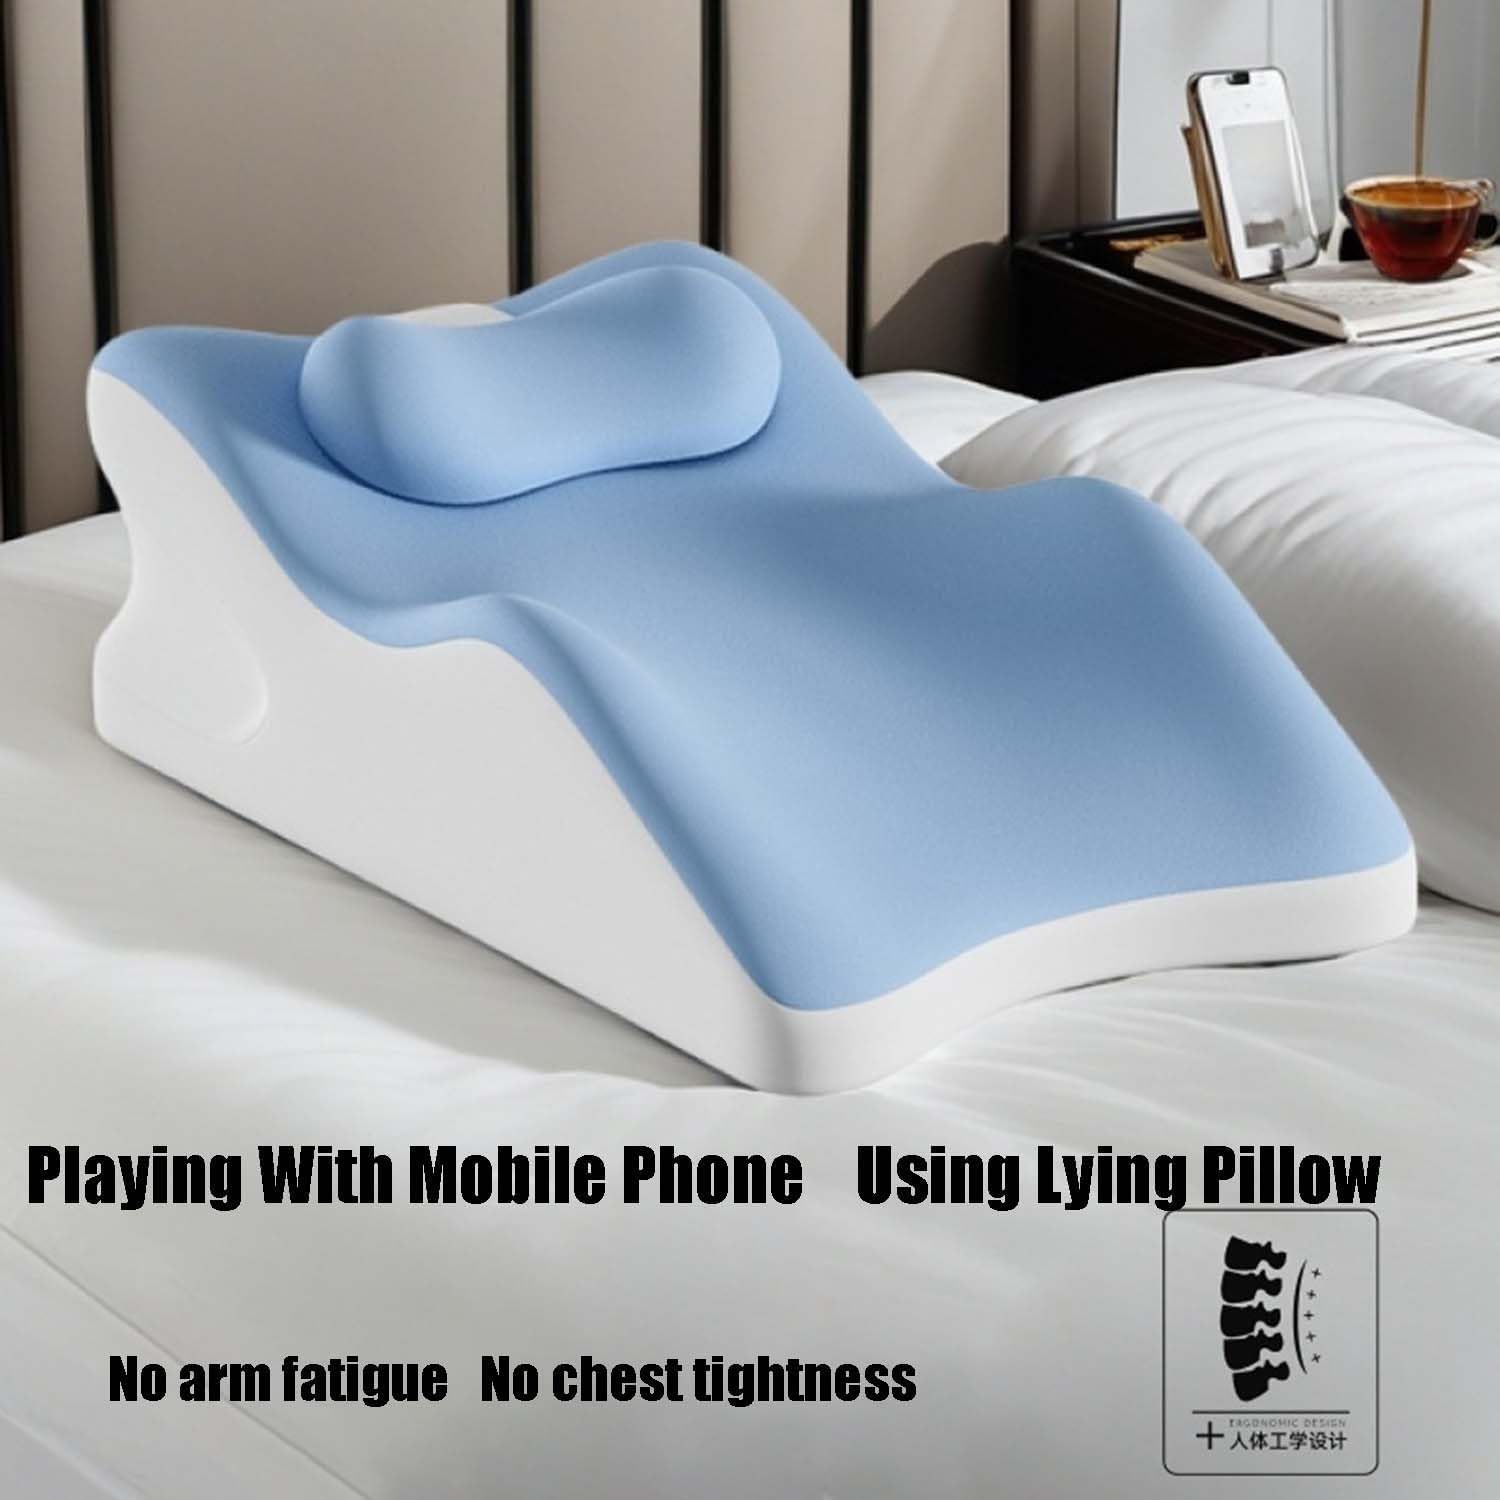 Playing With Mobile Phone Using Lying Pillow
No arm fatigue No chest tightness
ERGONOMIC DESIGN
人体工学设计